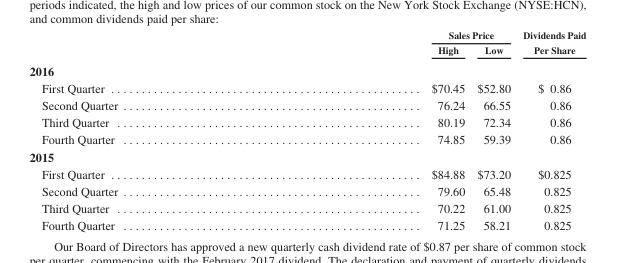 periods indicated, the high and low prices of our common stock on the New York Stock Exchange (NYSE:HCN),
and common dividends paid per share:
Sales Price Dividends Paid
High Low Per Share
2016
First Quarter $70.45 $52.80 $ 0.86
Second Quarter 76.24 66.55 0.86
Third Quarter 80.19 72.34 0.86
Fourth Quarter 74.85 59.39 0.86
2015
First Quarter $84.88 $73.20 $0.825
Second Quarter 79.60 65.48 0.825
Third Quarter 70.22 61.00 0.825
Fourth Quarter 71.25 58.21 0.825
Our Board of Directors has approved a new quarterly cash dividend rate of $0.87 per share of common stock
per quarter, commencing with the February 2017 dividend. The declaration and payment of quarterly dividends